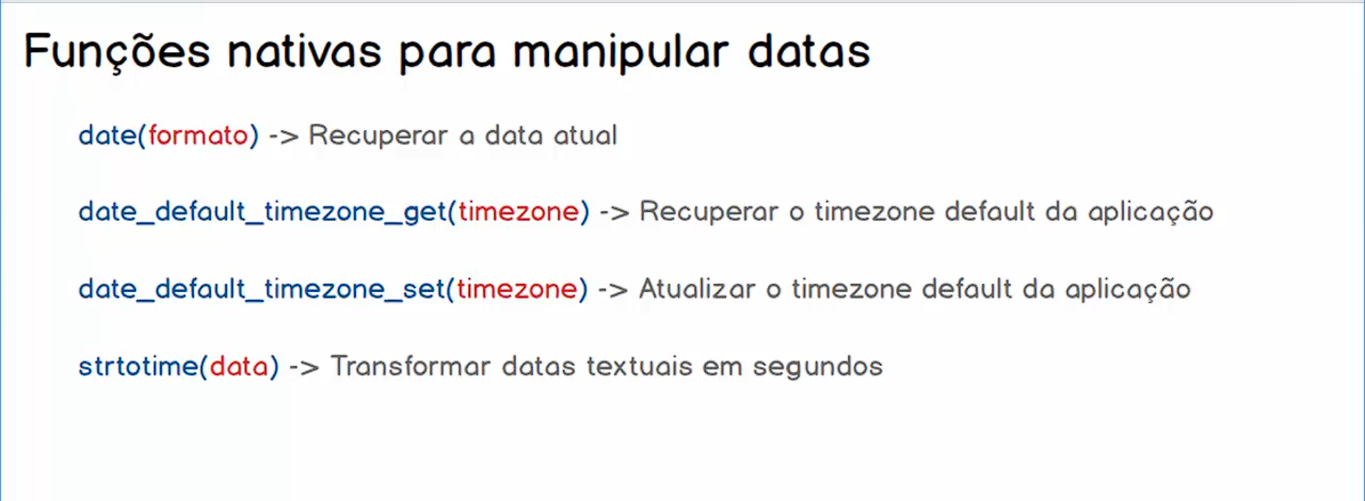 Funções nativas para manipular datas
date(formato) -> Recuperar a data atual
date_default_timezone_get(timezone) -> Recuperar o timezone default da aplicação
date_default_timezone_set(timezone) -> Atualizar o timezone default da aplicação
strtotime(data) -> Transformar datas textuais em segundos